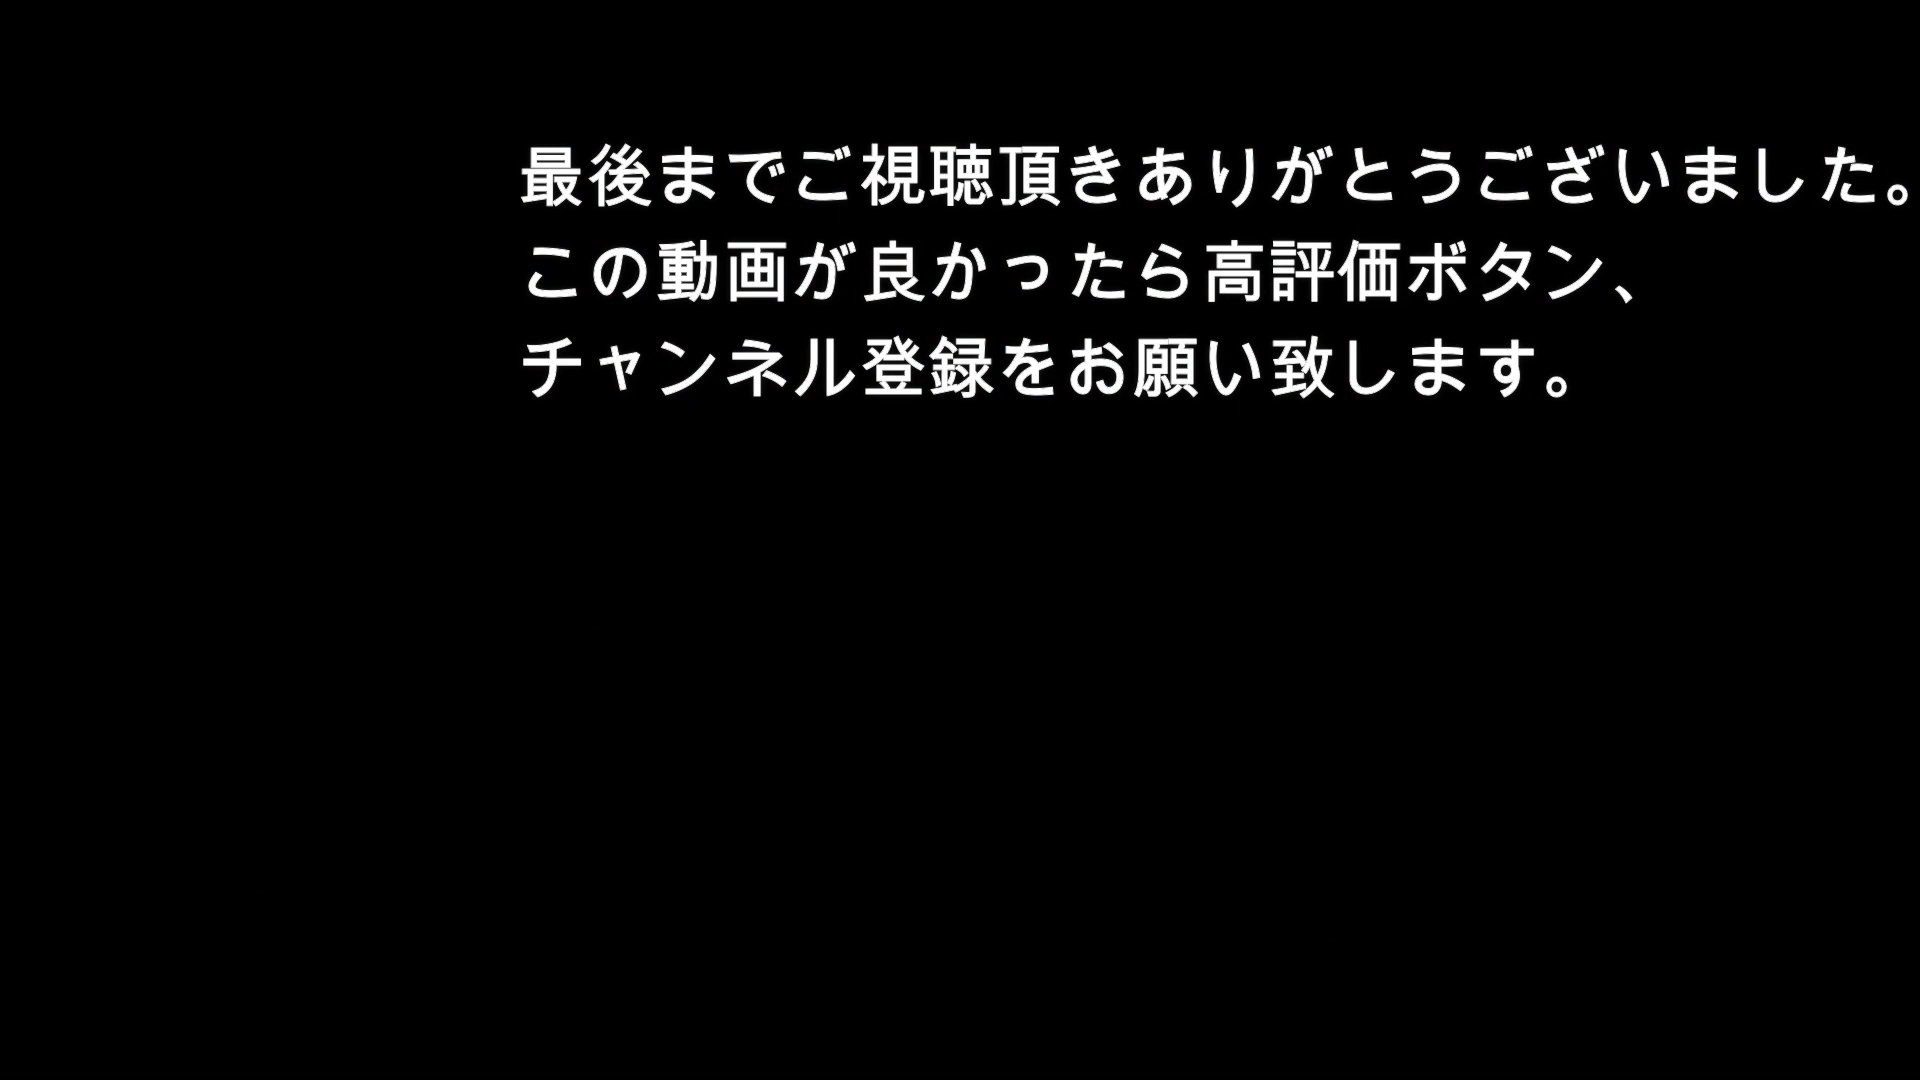 最後までご視聴頂きありがとうございました。
この動画が良かったら高評価ボタン、
チャンネル登録をお願い致します。